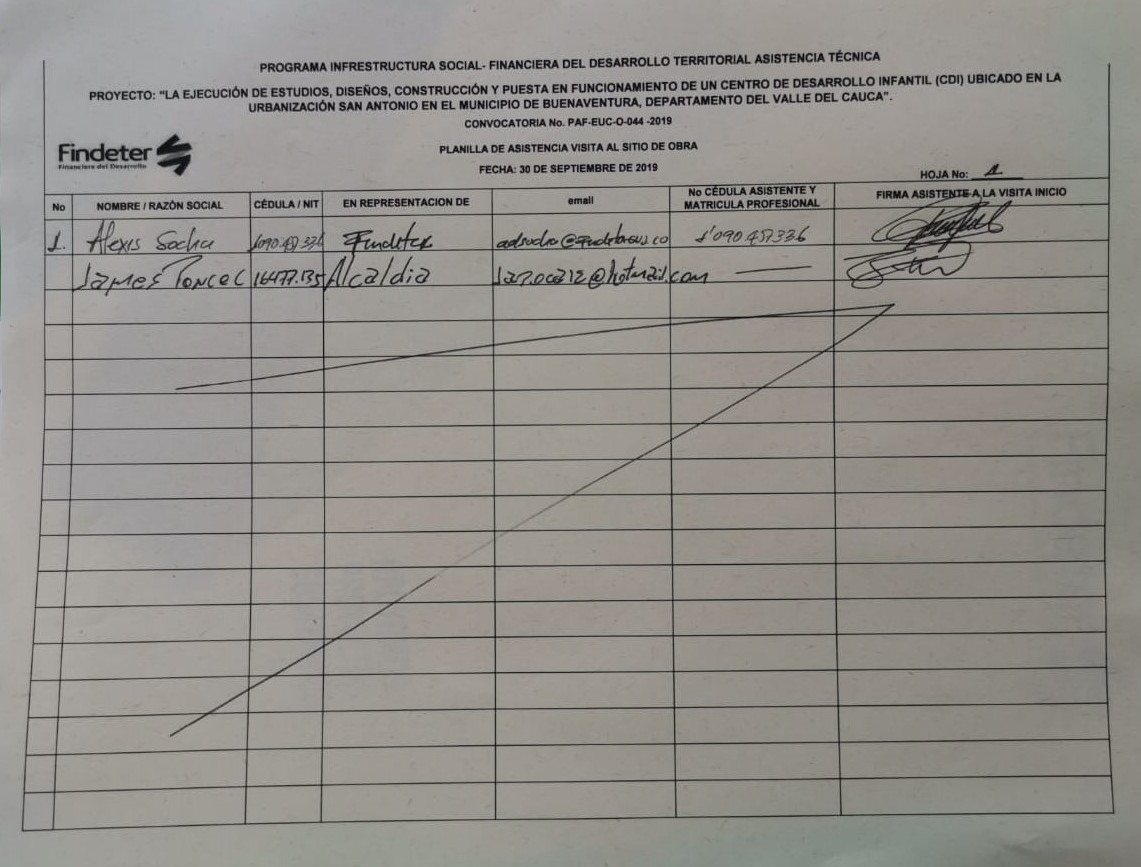 PROGRAMA INFRESTRUCTURA SOCIAL- FINANCIERA DEL DESARROLLO TERRITORIAL ASISTENCIA TÉCNICA
PROYECTO: "LA EJECUCIÓN DE ESTUDIOS, DISEÑOS, CONSTRUCCIÓN Y PUESTA EN FUNCIONAMIENTO DE UN CENTRO DE DESARROLLO INFANTIL (CDI) UBICADO EN LA
URBANIZACIÓN SAN ANTONIO EN EL MUNICIPIO DE BUENAVENTURA, DEPARTAMENTO DEL VALLE DEL CAUCA".
CONVOCATORIA No. PAF-EUC-O-044 -2019
Findeter
Financiera del Desarrollo
PLANILLA DE ASISTENCIA VISITA AL SITIO DE OBRA
FECHA: 30 DE SEPTIEMBRE DE 2019
HOJA No: 1
No NOMBRE / RAZÓN SOCIAL CÉDULA / NIT EN REPRESENTACION DE email No CÉDULA ASISTENTE Y MATRICULA PROFESIONAL FIRMA ASISTENTE A LA VISITA INICIO
1. Alexis Socha Findeter 1'090 457336
James Alcaldia